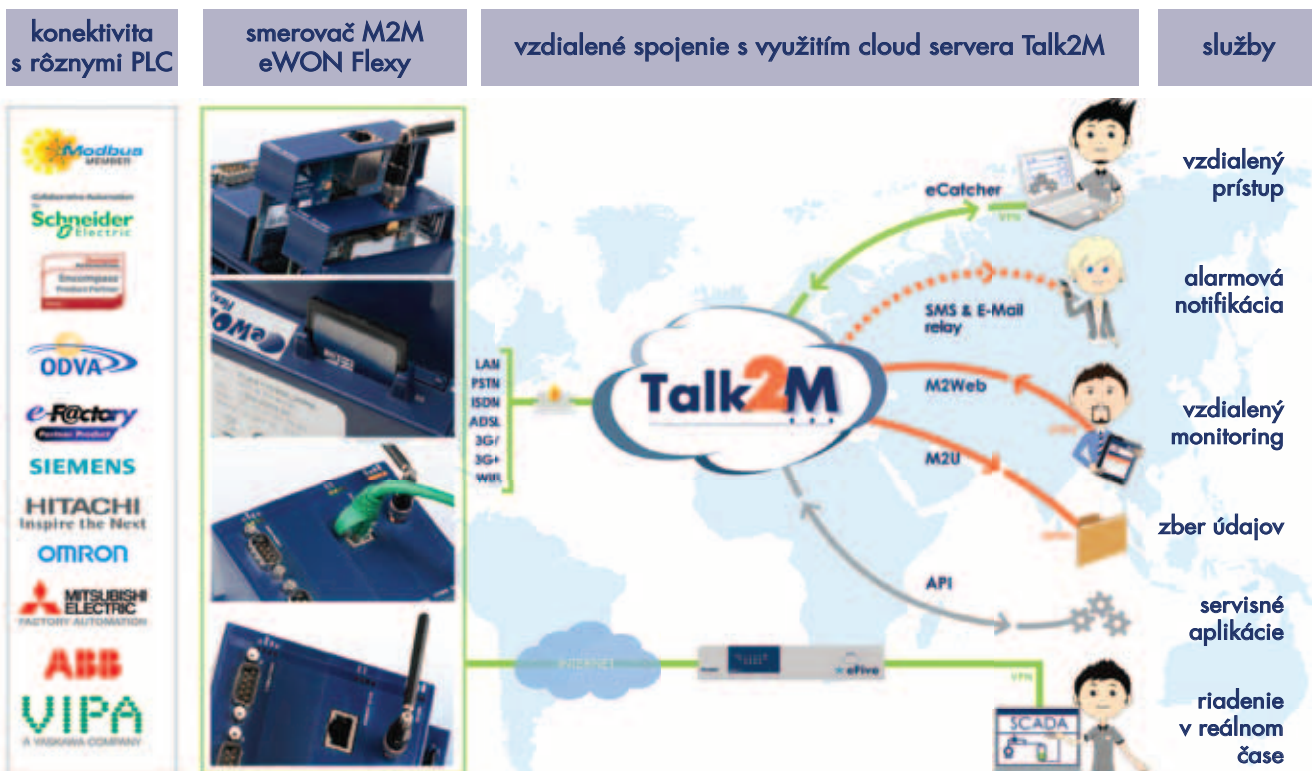 konektivita
s rôznymi PLC
smerovač M2M
eWON Flexy
vzdialené spojenie s využitím cloud servera Talk2M
služby
Modbus
MEMBER
Schneider
Electric
Encompass
Product Partner
ODVA
e-F@ctory
Partner Product
SIEMENS
HITACHI
Inspire the Next
OMRON
MITSUBISHI
ELECTRIC
FACTORY AUTOMATION
ABB
VIPA
A YASKAWA COMPANY
eWON
LAN
PSTN
ISDN
ADSL
3G+
Talk2M
eCatcher
VPN
SMS & E-Mail
relay
M2Web
M2U
API
INTERNET
eFive
VPN
SCADA
vzdialený
prístup
alarmová
notifikácia
vzdialený
monitoring
zber údajov
servisné
aplikácie
riadenie
v reálnom
čase